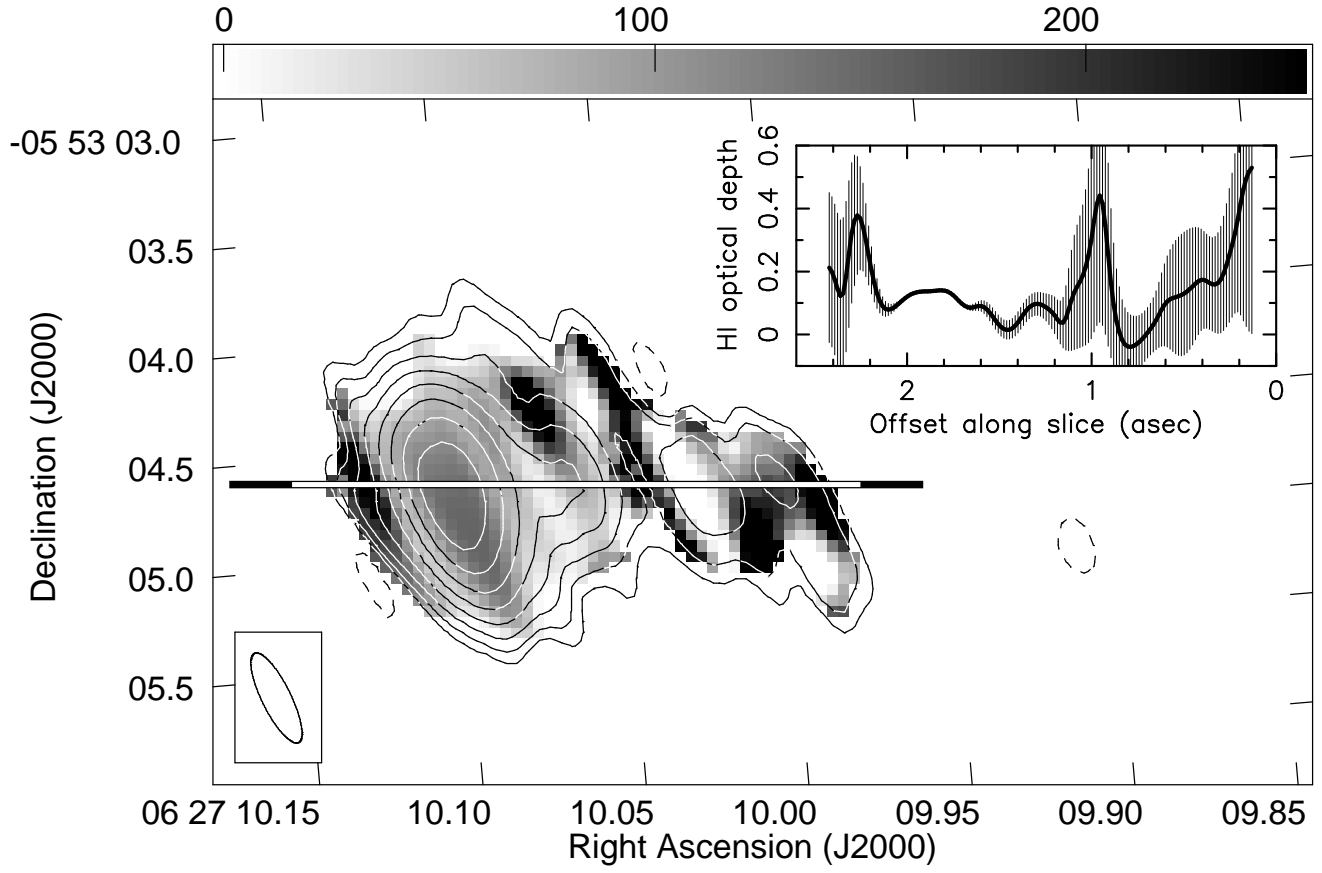 0 100 200
-05 53 03.0
03.5
04.0
04.5
05.0
05.5
Declination (J2000)
06 27 10.15 10.10 10.05 10.00 09.95 09.90 09.85
Right Ascension (J2000)
HI optical depth
0.6
0.4
0.2
0
2 1 0
Offset along slice (asec)